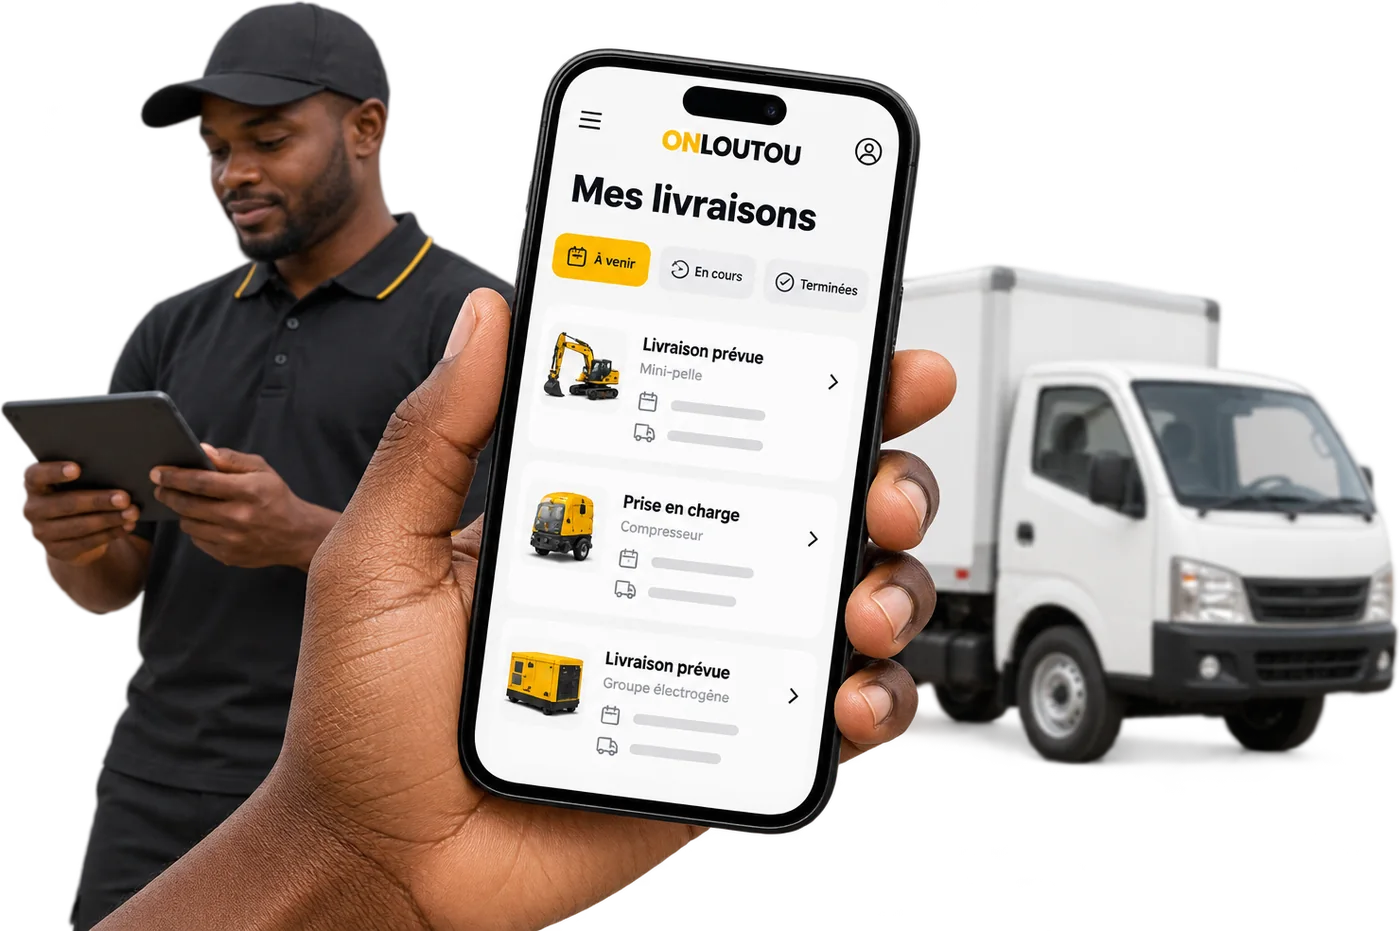 ONLOUTOU
Mes livraisons
À venir
En cours
Terminées
Livraison prévue
Mini-pelle
Prise en charge
Compresseur
Livraison prévue
Groupe électrogène